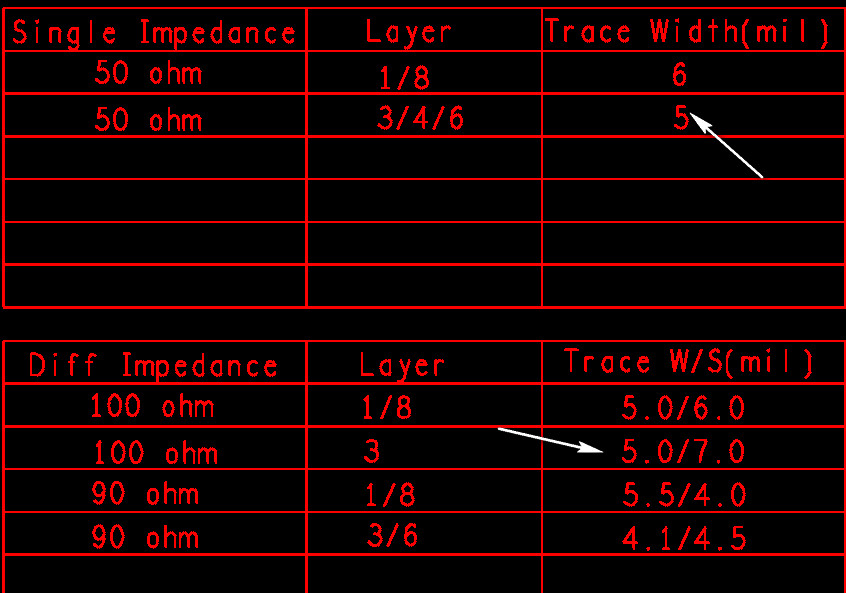 Single Impedance Layer Trace Width(mil)
50 ohm 1/8 6
50 ohm 3/4/6 5
Diff Impedance Layer Trace W/S(mil)
100 ohm 1/8 5.0/6.0
100 ohm 3 5.0/7.0
90 ohm 1/8 5.5/4.0
90 ohm 3/6 4.1/4.5